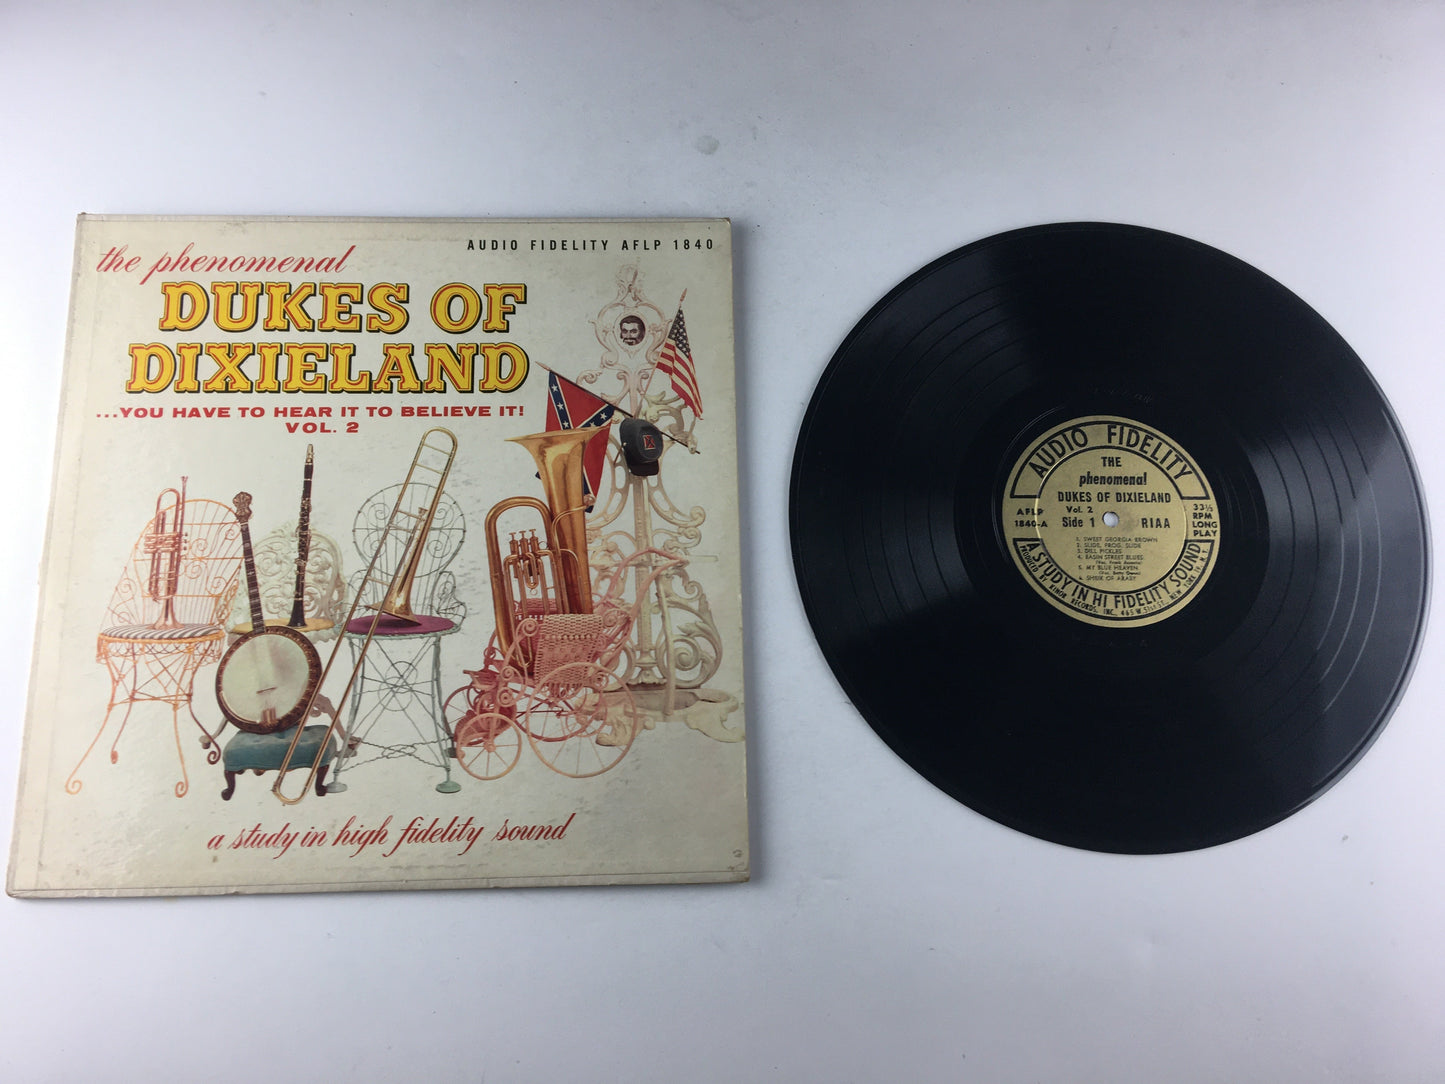 the phenomenal
AUDIO FIDELITY AFLP 1840
DUKES OF
DIXIELAND
...YOU HAVE TO HEAR IT TO BELIEVE IT!
VOL. 2
a study in high fidelity sound
AUDIO FIDELITY
THE
phenomenal
DUKES OF DIXIELAND
Vol. 2
AFLP
1840-A
Side 1
RIAA
33⅓
RPM
LONG
PLAY
1. SWEET GEORGIA BROWN
2. SLIDE, FROG, SLIDE
3. DILL PICKLES
4. BASIN STREET BLUES
5. MY BLUE HEAVEN
6. SHEIK OF ARABY
STUDY IN HI FIDELITY SOUND